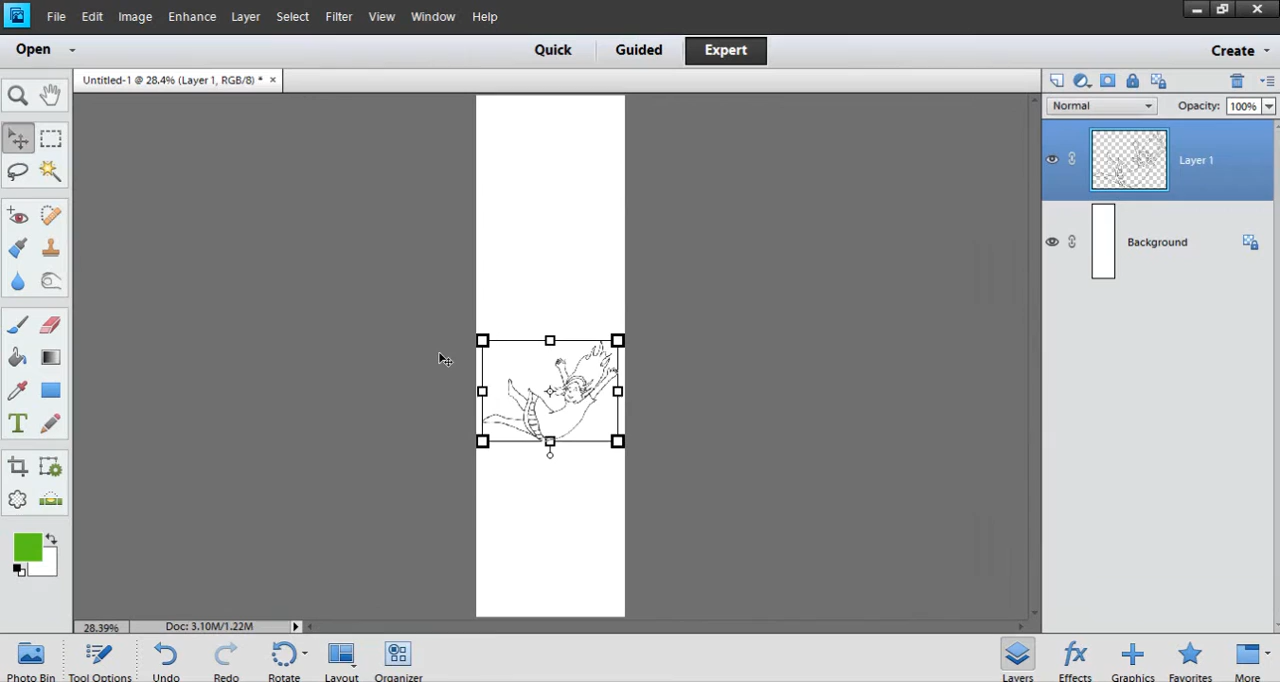 File Edit Image Enhance Layer Select Filter View Window Help
Open Quick Guided Expert Create
Untitled-1 @ 28.4% (Layer 1, RGB/8) * ×
Normal Opacity: 100%
Layer 1
Background
T
28.39% Doc: 3.10M/1.22M
Photo Bin Tool Options Undo Redo Rotate Layout Organizer Layers Effects Graphics Favorites More